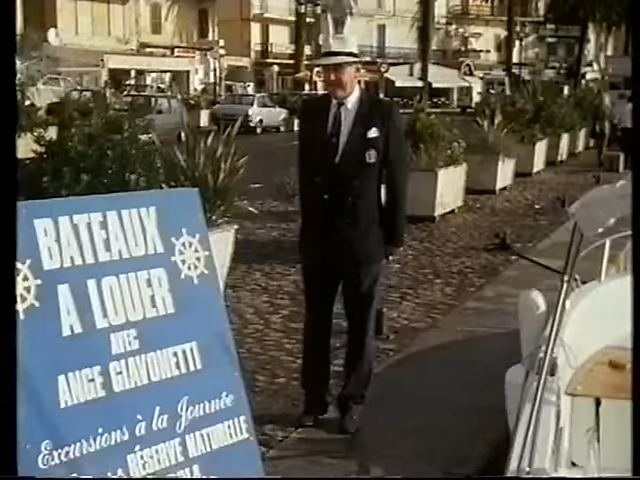 BATEAUX
A LOUER
AVEC
ANGE GIAVONETTI
Excursions à la Journée
RÉSERVE NATURELLE